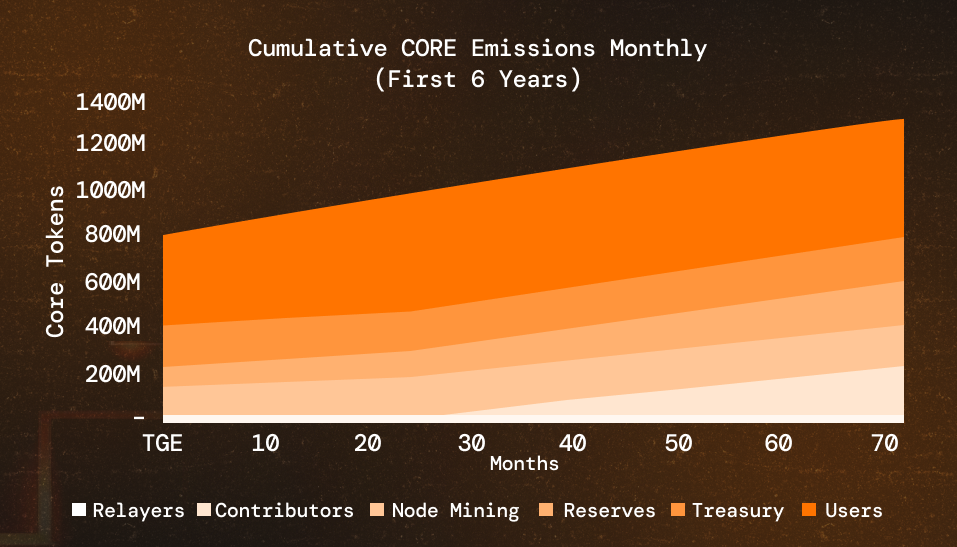 Cumulative CORE Emissions Monthly
(First 6 Years)
1400M
1200M
1000M
800M
600M
400M
200M
–
Core Tokens
TGE 10 20 30 40 50 60 70
Months
Relayers Contributors Node Mining Reserves Treasury Users